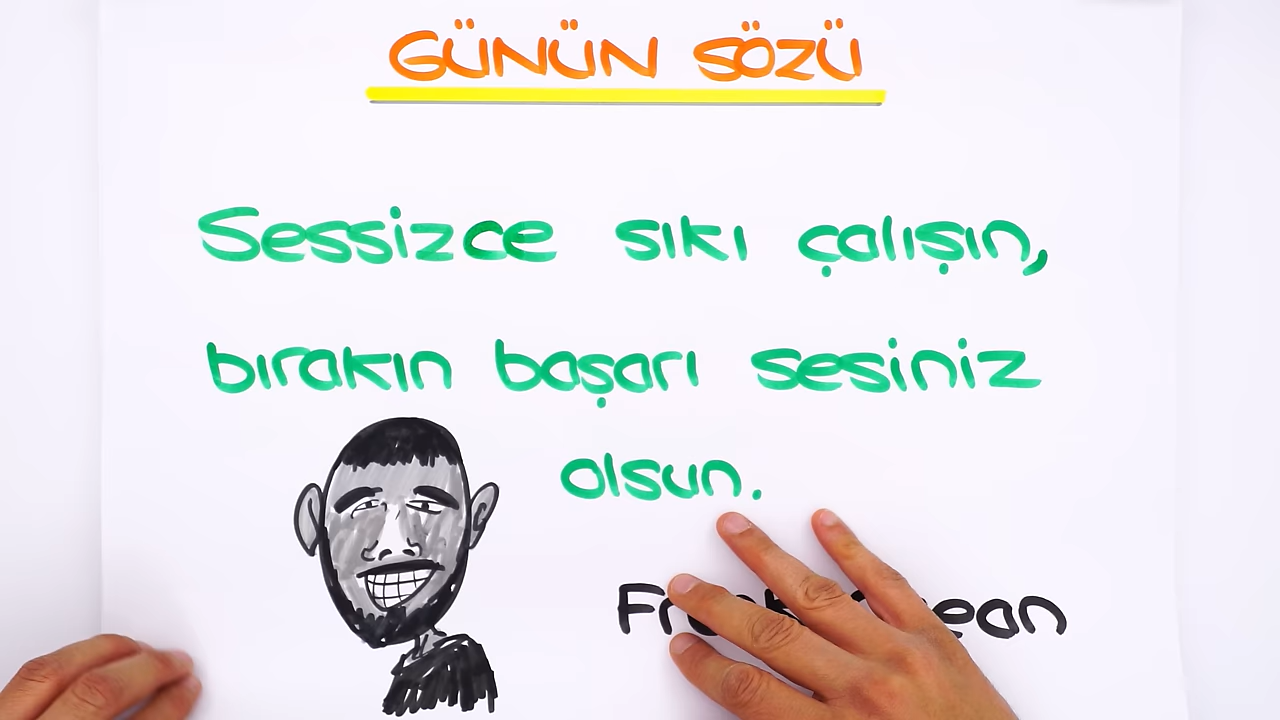 GÜNÜN SÖZÜ
Sessizce sıkı çalışın,
bırakın başarı sesiniz
olsun.